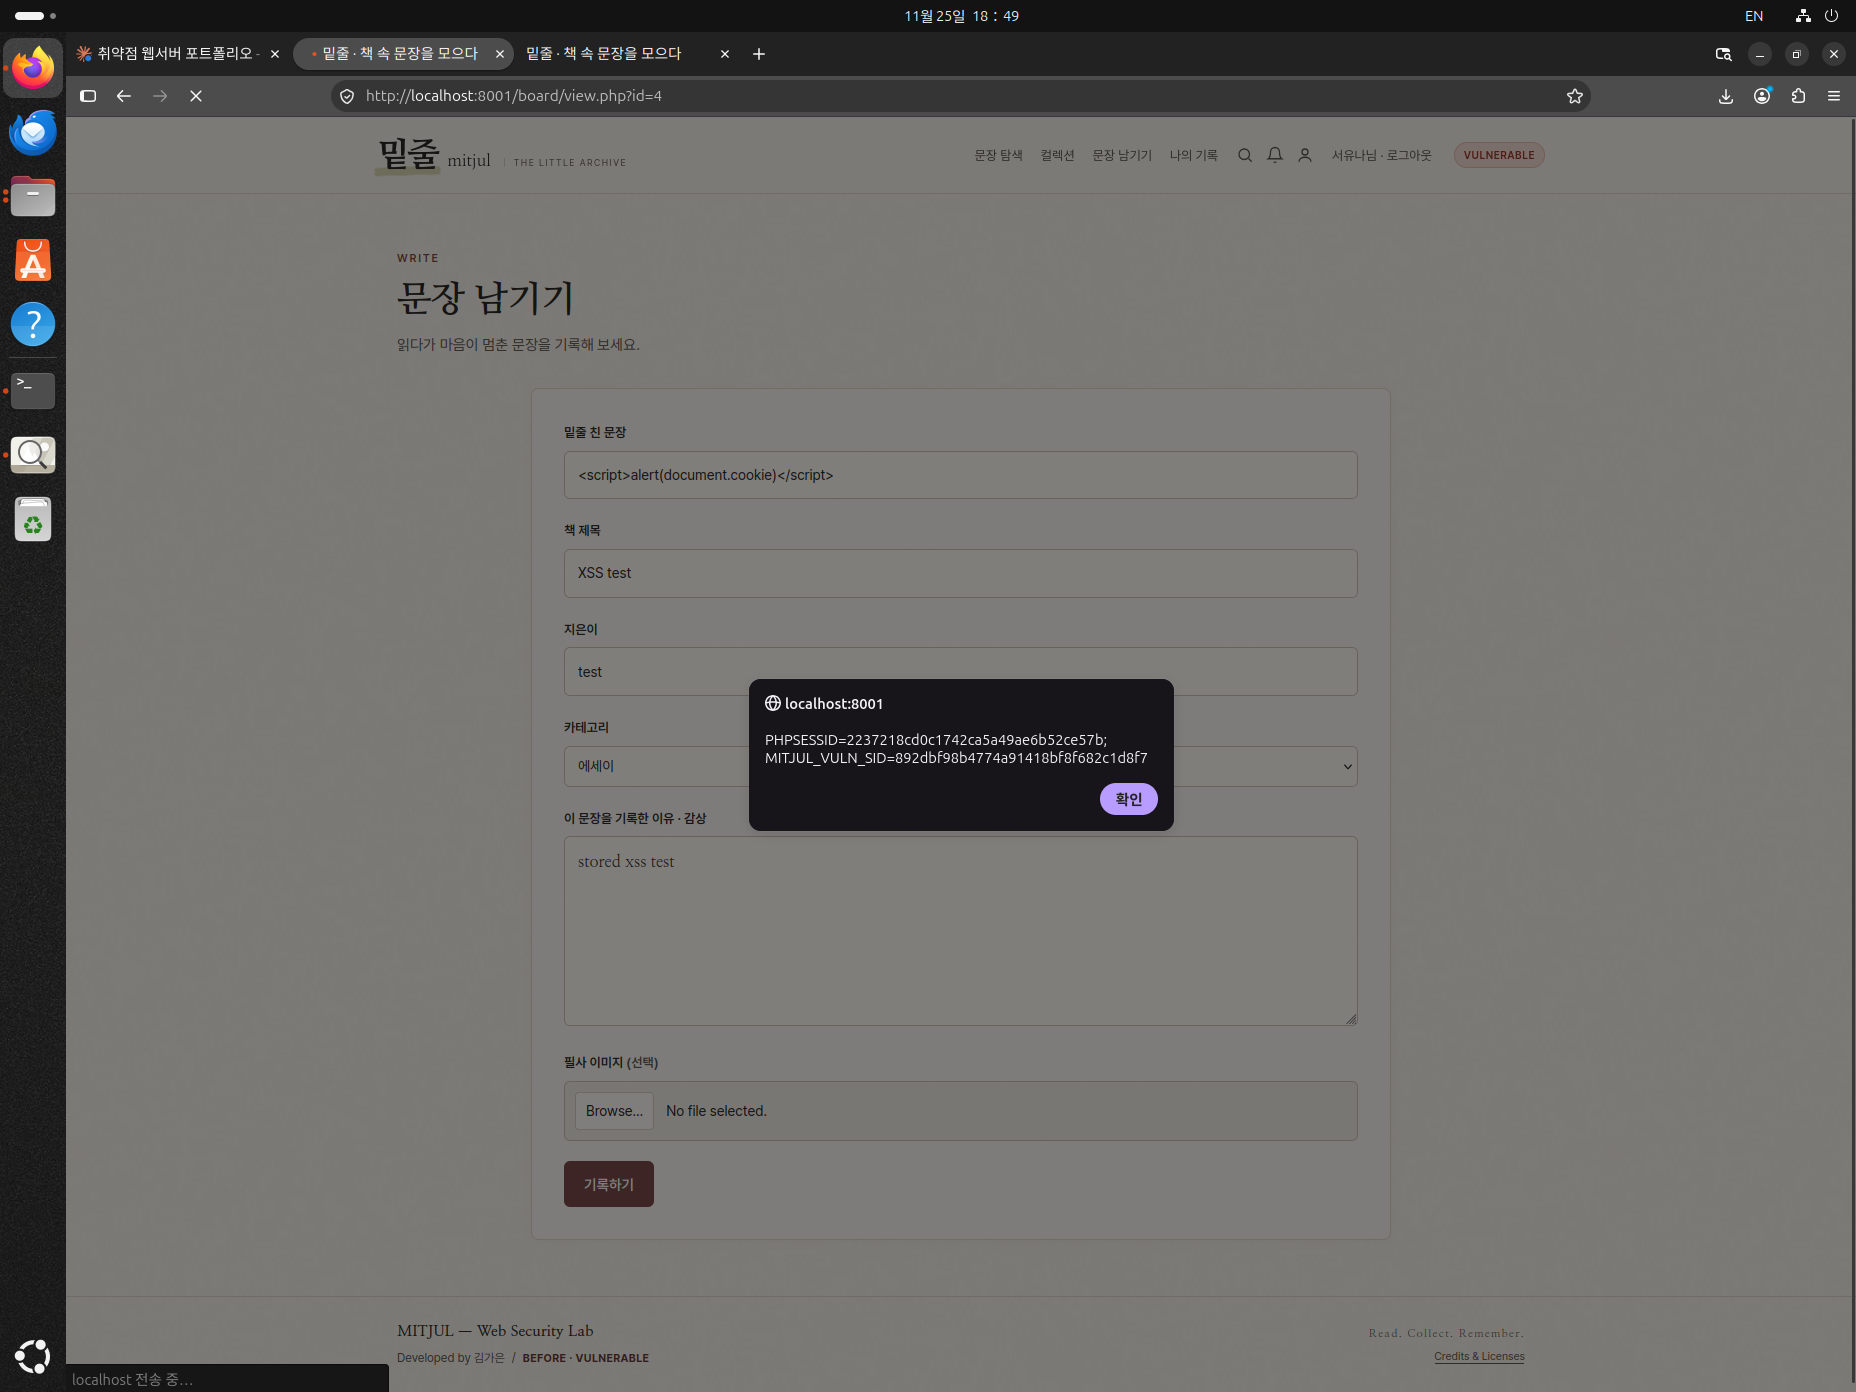 11월 25일 18 : 49
EN
취약점 웹서버 포트폴리오 -
밑줄 · 책 속 문장을 모으다
밑줄 · 책 속 문장을 모으다
http://localhost:8001/board/view.php?id=4
밑줄 mitjul THE LITTLE ARCHIVE
문장 탐색 컬렉션 문장 남기기 나의 기록 서유나님 · 로그아웃 VULNERABLE
WRITE
문장 남기기
읽다가 마음이 멈춘 문장을 기록해 보세요.
밑줄 친 문장
<script>alert(document.cookie)</script>
책 제목
XSS test
지은이
test
카테고리
에세이
localhost:8001
PHPSESSID=2237218cd0c1742ca5a49ae6b52ce57b;
MITJUL_VULN_SID=892dbf98b4774a91418bf8f682c1d8f7
확인
이 문장을 기록한 이유 · 감상
stored xss test
필사 이미지 (선택)
Browse... No file selected.
기록하기
MITJUL — Web Security Lab
Developed by 김가은 / BEFORE · VULNERABLE
Read. Collect. Remember.
Credits & Licenses
localhost 전송 중…